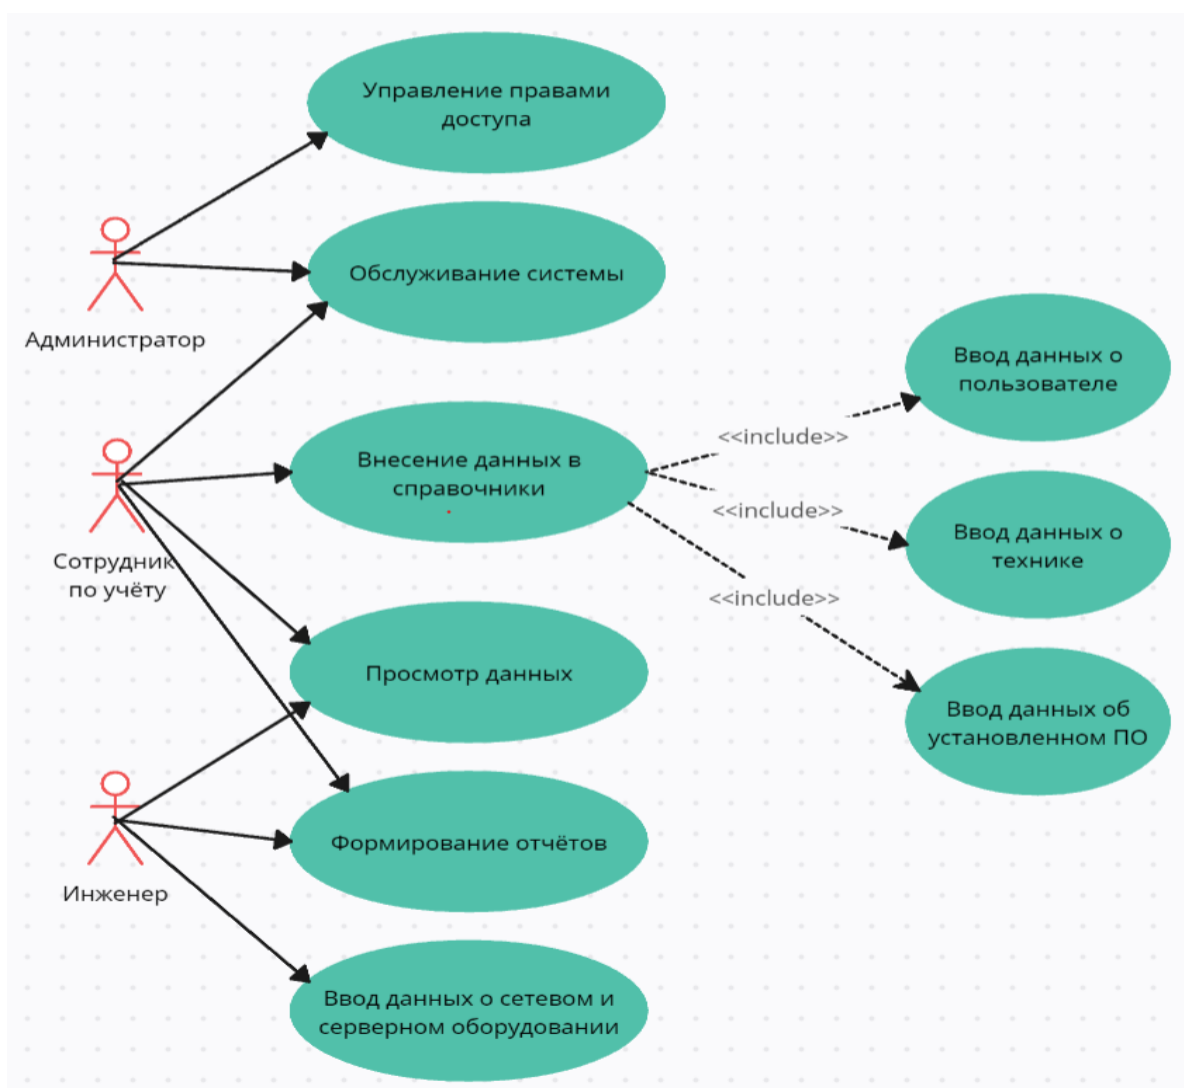 Управление правами
доступа
Обслуживание системы
Администратор
Ввод данных о
пользователе
<<include>>
Внесение данных в
справочники
<<include>>
Ввод данных о
технике
Сотрудник
по учёту
<<include>>
Просмотр данных
Ввод данных об
установленном ПО
Формирование отчётов
Инженер
Ввод данных о сетевом и
серверном оборудовании